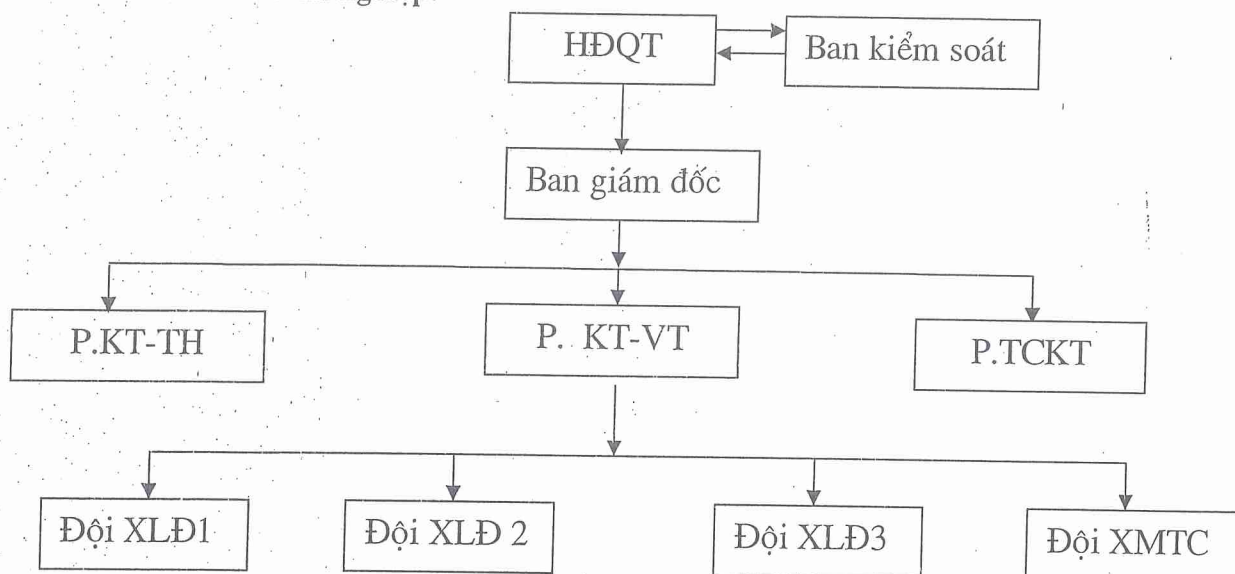 HĐQT
Ban kiểm soát
Ban giám đốc
P.KT-TH
P. KT-VT
P.TCKT
Đội XLĐ1
Đội XLĐ 2
Đội XLĐ3
Đội XMTC